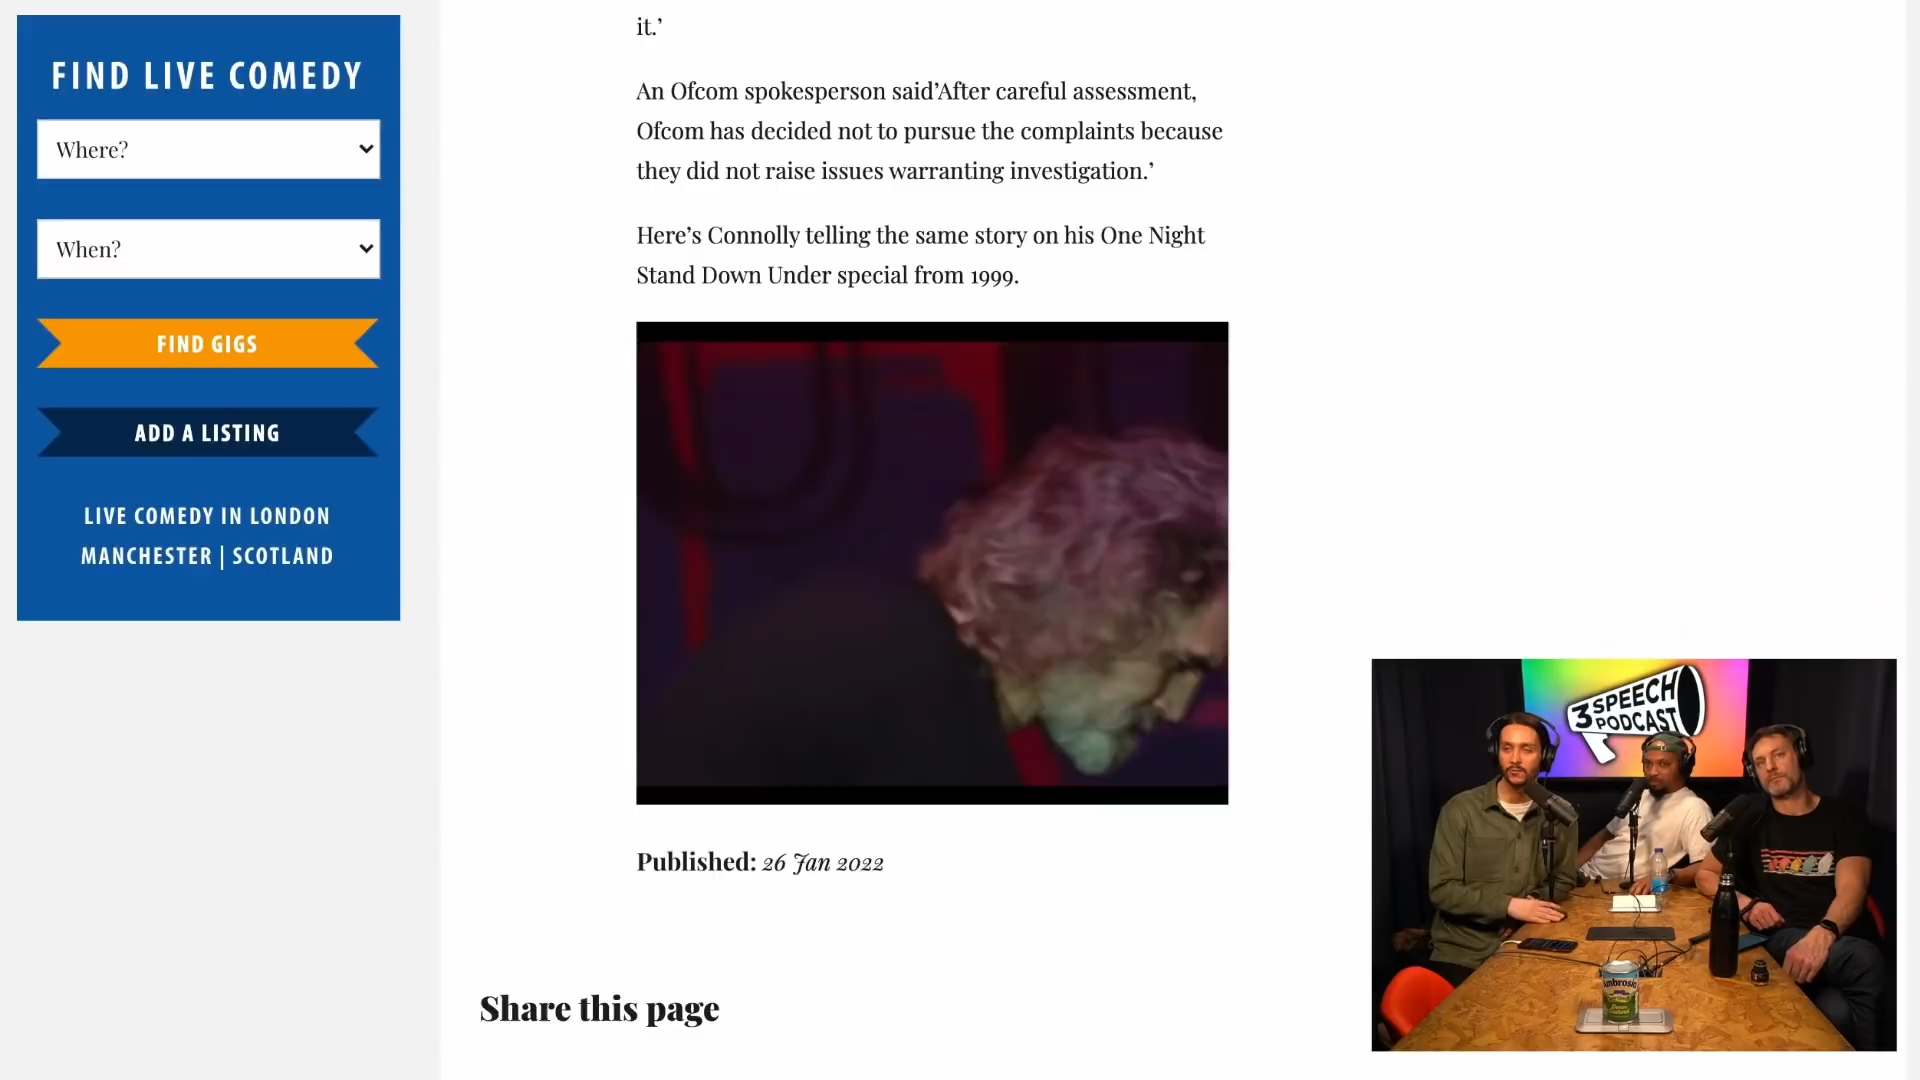 FIND LIVE COMEDY
Where?
When?
FIND GIGS
ADD A LISTING
LIVE COMEDY IN LONDON
MANCHESTER | SCOTLAND
it.’
An Ofcom spokesperson said’After careful assessment,
Ofcom has decided not to pursue the complaints because
they did not raise issues warranting investigation.’
Here’s Connolly telling the same story on his One Night
Stand Down Under special from 1999.
Published: 26 Jan 2022
Share this page
3 SPEECH
PODCAST
Ambrosia